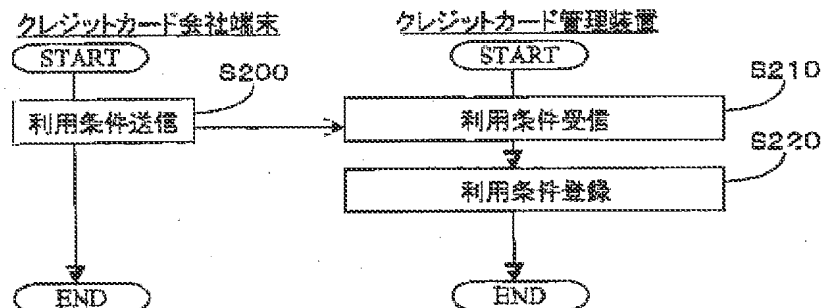 クレジットカード会社端末
START
S200
利用条件送信
END
クレジットカード管理装置
START
S210
利用条件受信
S220
利用条件登録
END